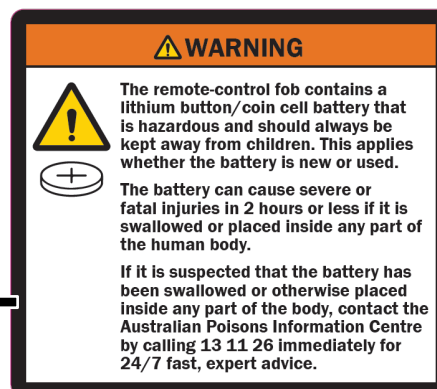 WARNING
The remote-control fob contains a
lithium button/coin cell battery that
is hazardous and should always be
kept away from children. This applies
whether the battery is new or used.
The battery can cause severe or
fatal injuries in 2 hours or less if it is
swallowed or placed inside any part of
the human body.
If it is suspected that the battery has
been swallowed or otherwise placed
inside any part of the body, contact the
Australian Poisons Information Centre
by calling 13 11 26 immediately for
24/7 fast, expert advice.